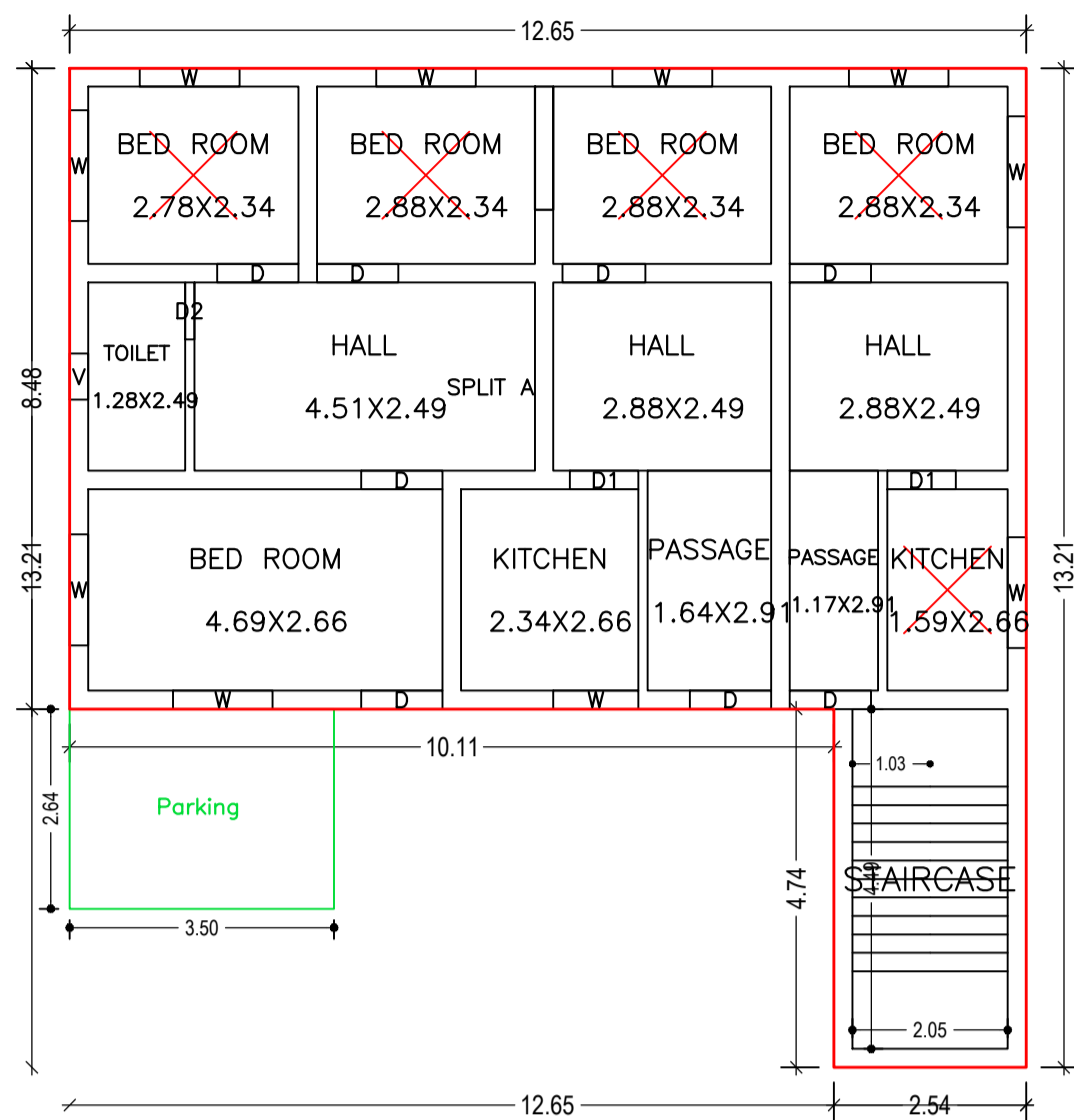 12.65
W W W W
BED ROOM BED ROOM BED ROOM BED ROOM
W W
2.78X2.34 2.88X2.34 2.88X2.34 2.88X2.34
D D D D
D2
TOILET HALL HALL HALL
8.48 V
1.28X2.49 4.51X2.49 SPLIT A 2.88X2.49 2.88X2.49
D D1 D1
13.21 BED ROOM KITCHEN PASSAGE PASSAGE KITCHEN 13.21
W W
4.69X2.66 2.34X2.66 1.64X2.91 1.17X2.91 1.59X2.66
W D W D D
10.11
1.03
2.64 Parking
4.74 4.49
STAIRCASE
3.50
2.05
12.65 2.54